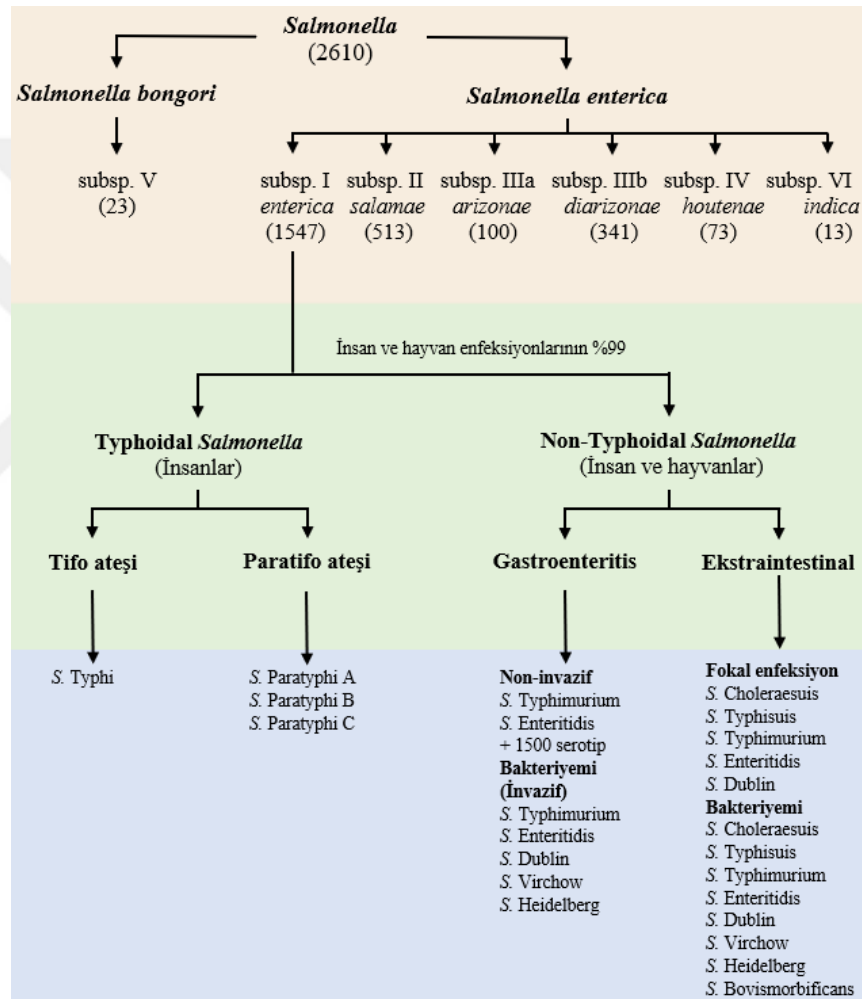 Salmonella
(2610)
Salmonella bongori
Salmonella enterica
subsp. V
(23)
subsp. I
enterica
(1547)
subsp. II
salamae
(513)
subsp. IIIa
arizonae
(100)
subsp. IIIb
diarizonae
(341)
subsp. IV
houtenae
(73)
subsp. VI
indica
(13)
İnsan ve hayvan enfeksiyonlarının %99
Typhoidal Salmonella
(İnsanlar)
Non-Typhoidal Salmonella
(İnsan ve hayvanlar)
Tifo ateşi
Paratifo ateşi
Gastroenteritis
Ekstraintestinal
S. Typhi
S. Paratyphi A
S. Paratyphi B
S. Paratyphi C
Non-invazif
S. Typhimurium
S. Enteritidis
+ 1500 serotip
Bakteriyemi
(İnvazif)
S. Typhimurium
S. Enteritidis
S. Dublin
S. Virchow
S. Heidelberg
Fokal enfeksiyon
S. Choleraesuis
S. Typhisuis
S. Typhimurium
S. Enteritidis
S. Dublin
Bakteriyemi
S. Choleraesuis
S. Typhisuis
S. Typhimurium
S. Enteritidis
S. Dublin
S. Virchow
S. Heidelberg
S. Bovismorbificans